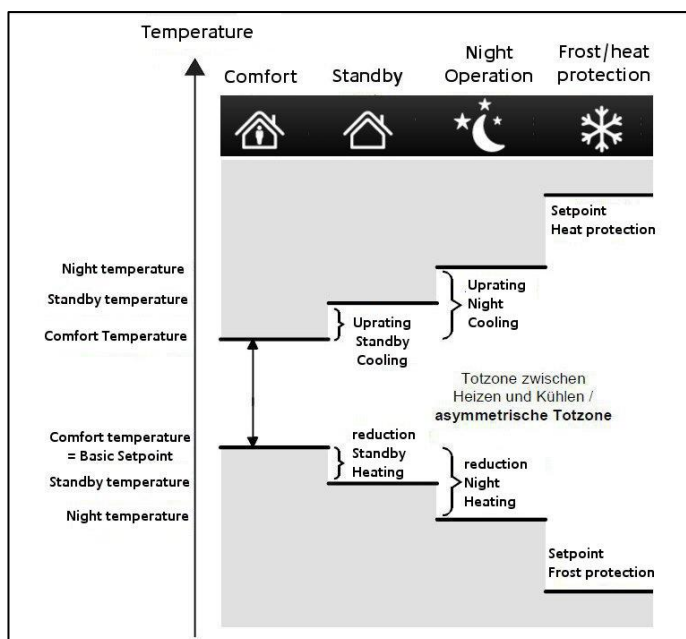 Temperature
Comfort
Standby
Night
Operation
Frost/heat
protection
Setpoint
Heat protection
Night temperature
Standby temperature
Comfort Temperature
Uprating
Night
Cooling
Uprating
Standby
Cooling
Totzone zwischen
Heizen und Kühlen /
asymmetrische Totzone
Comfort temperature
= Basic Setpoint
Standby temperature
Night temperature
reduction
Standby
Heating
reduction
Night
Heating
Setpoint
Frost protection